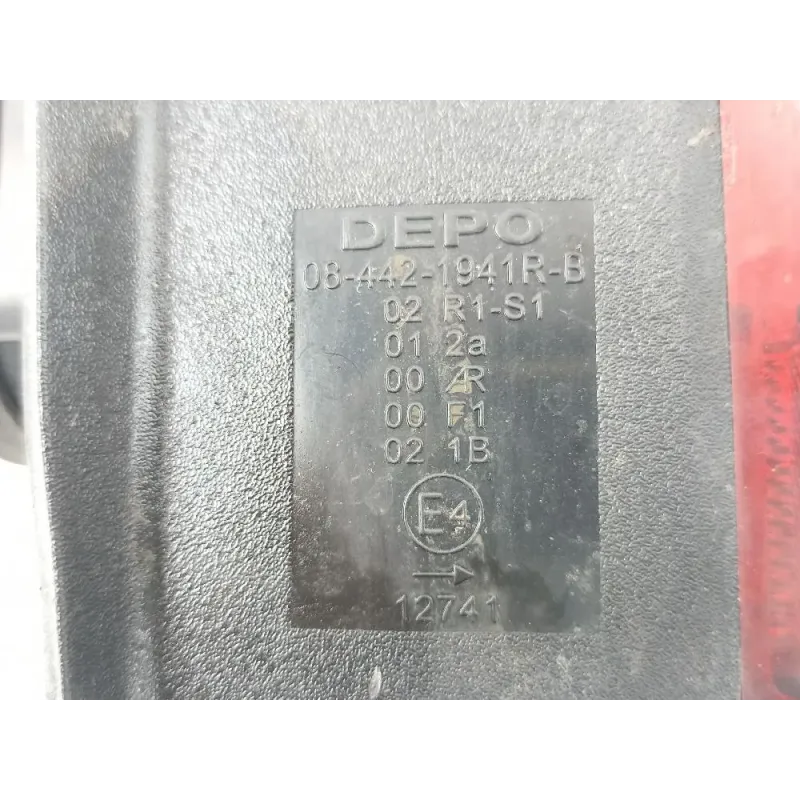 DEPO
08-442-1941R-B
02 R1-S1
01 2a
00 AR
00 F1
02 1B
E4
→
12741